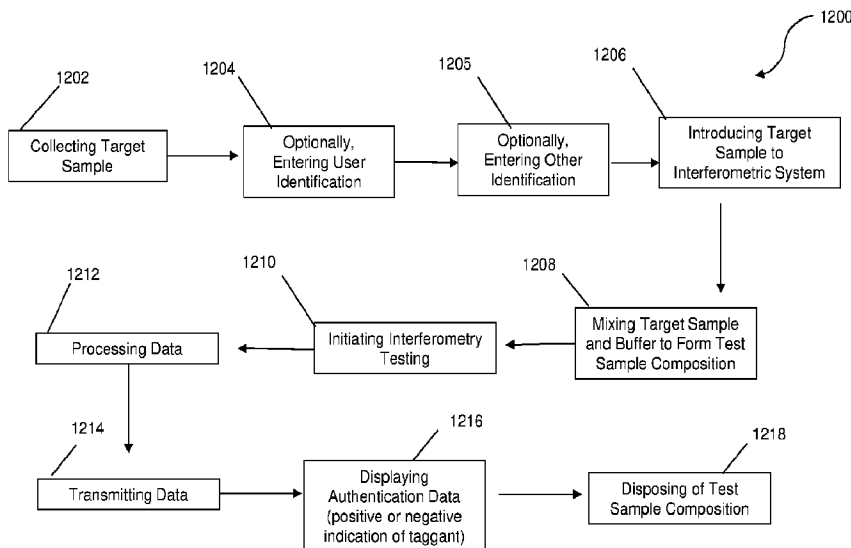 1200
1202
1204
1205
1206
Collecting Target
Sample
Optionally,
Entering User
Identification
Optionally,
Entering Other
Identification
Introducing Target
Sample to
Interferometric System
1212
1210
1208
Processing Data
Initiating Interferometry
Testing
Mixing Target Sample
and Buffer to Form Test
Sample Composition
1214
1216
1218
Transmitting Data
Displaying
Authentication Data
(positive or negative
indication of taggant)
Disposing of Test
Sample Composition